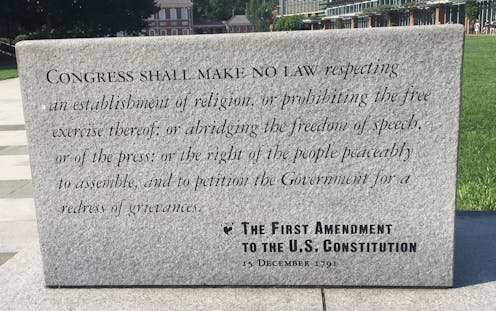 CONGRESS SHALL MAKE NO LAW respecting
an establishment of religion, or prohibiting the free
exercise thereof; or abridging the freedom of speech,
or of the press; or the right of the people peaceably
to assemble, and to petition the Government for a
redress of grievances.
THE FIRST AMENDMENT
TO THE U.S. CONSTITUTION
15 DECEMBER 1791